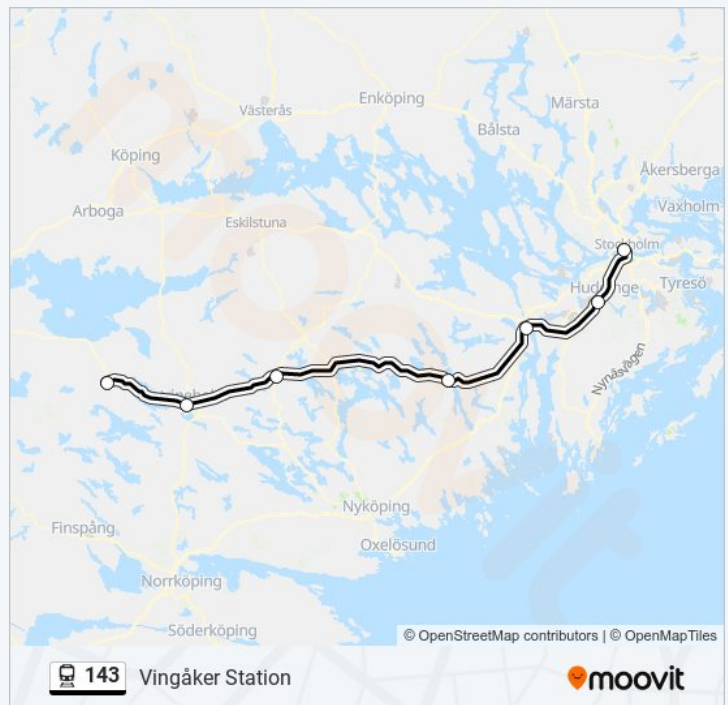 Enköping
Märsta
Västerås
Bålsta
Köping
Åkersberga
Arboga
Vaxholm
Eskilstuna
Stockholm
Huddinge
Tyresö
Nynäsvägen
Nyköping
Finspång
Oxelösund
Norrköping
Söderköping
© OpenStreetMap contributors | © OpenMapTiles
143 Vingåker Station
moovit